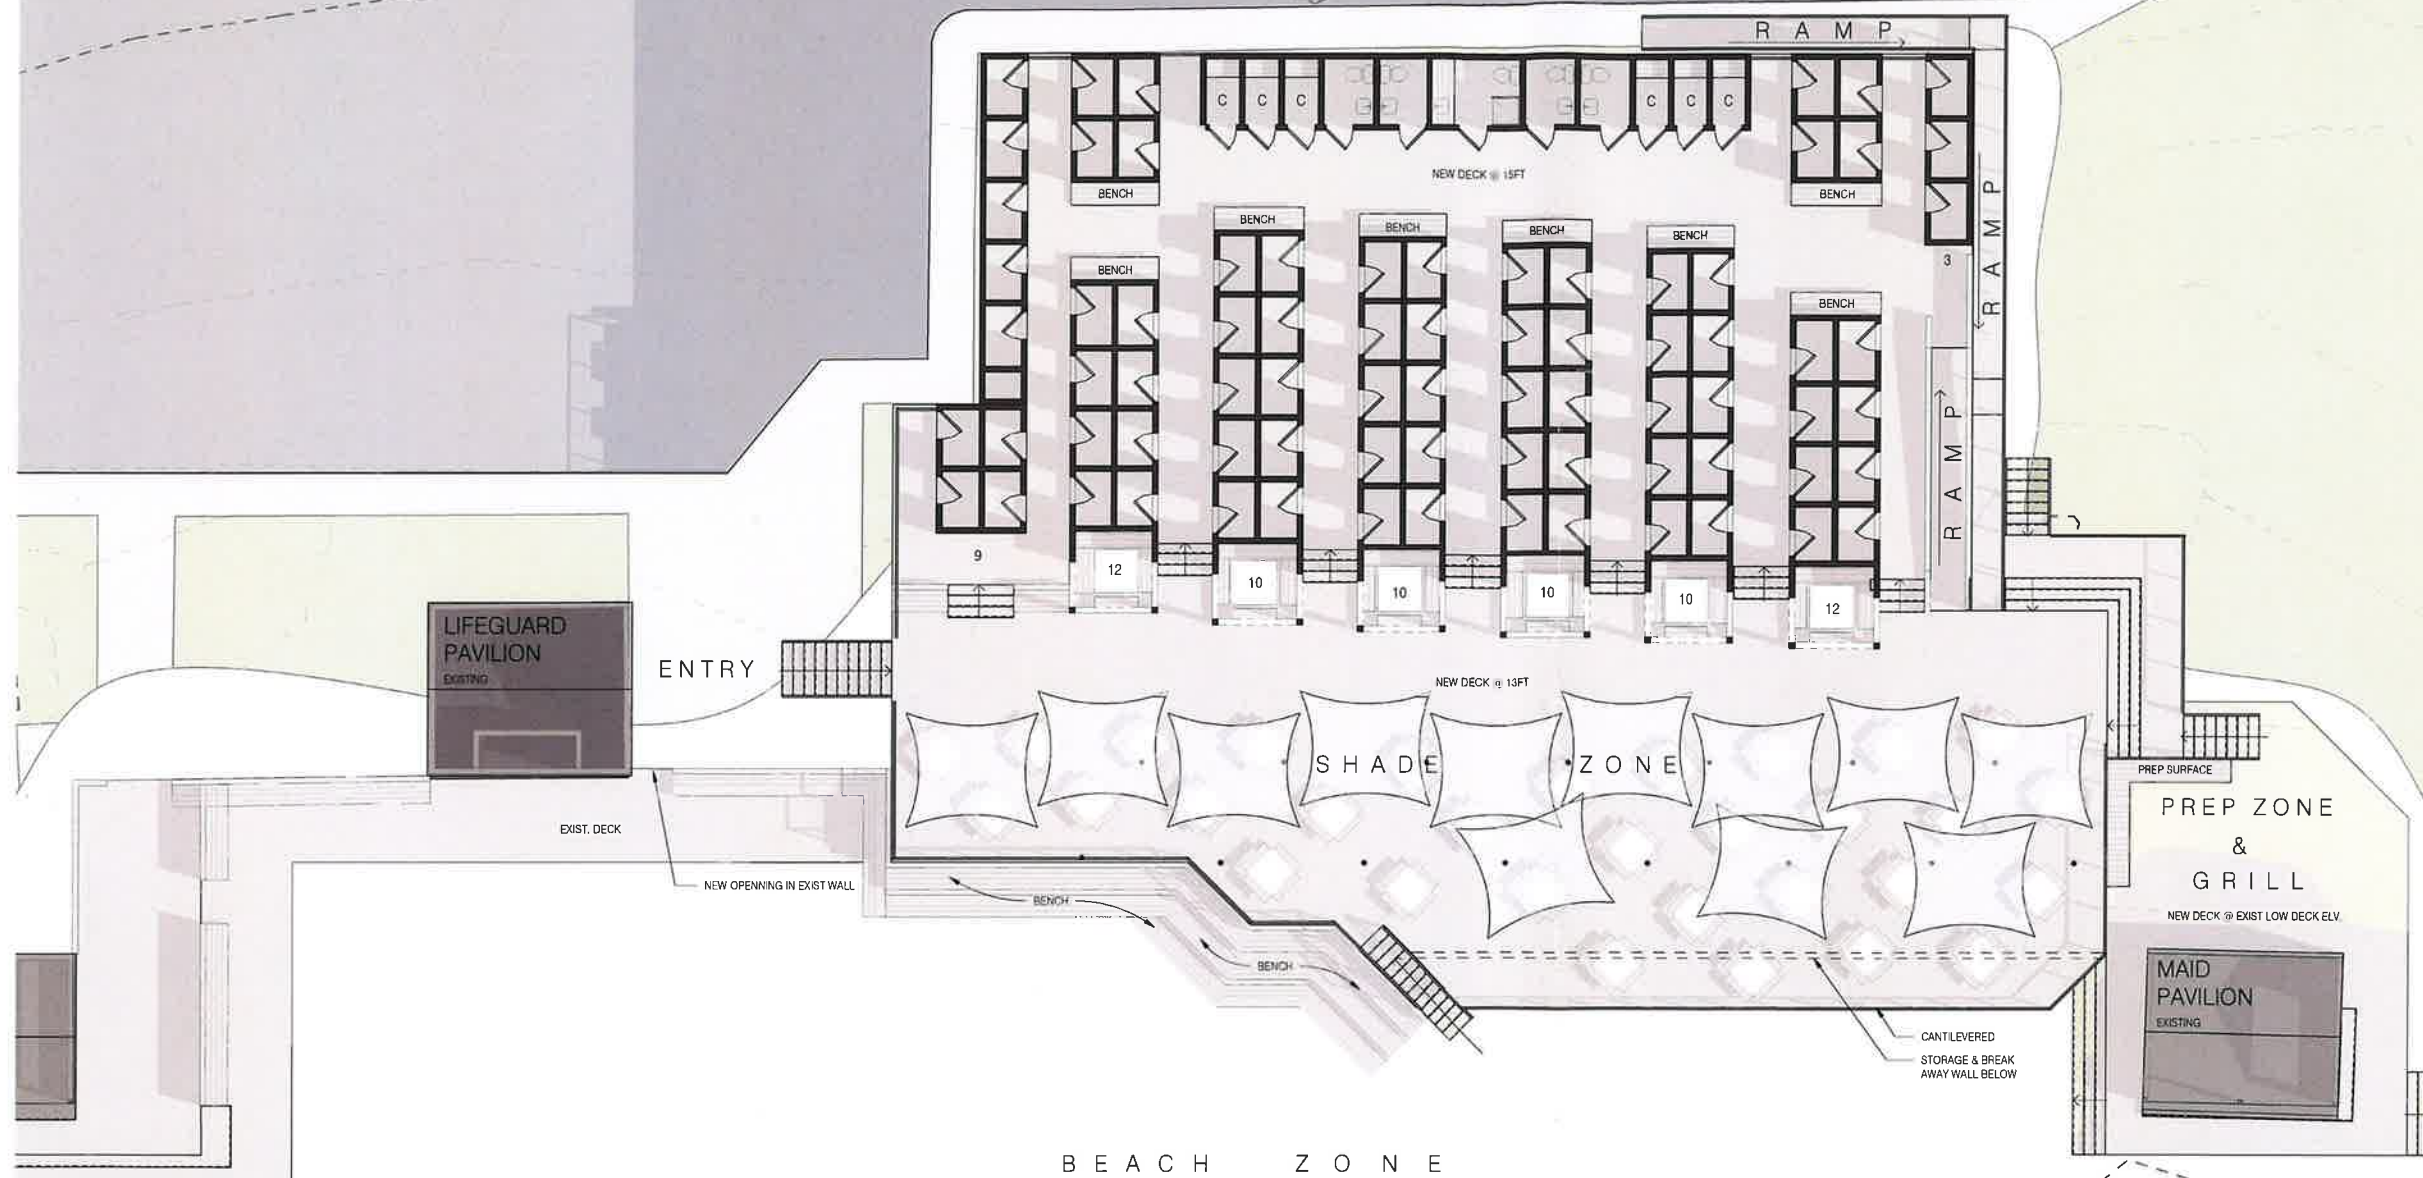 RAMP
C
C
C
C
C
C
NEW DECK @ 15FT
BENCH
BENCH
BENCH
BENCH
BENCH
BENCH
BENCH
BENCH
RAMP
3
RAMP
9
12
10
10
10
10
12
LIFEGUARD
PAVILION
EXISTING
ENTRY
NEW DECK @ 13FT
SHADE ZONE
PREP SURFACE
PREP ZONE
&
GRILL
NEW DECK @ EXIST LOW DECK ELV.
EXIST. DECK
NEW OPENNING IN EXIST WALL
BENCH
BENCH
MAID
PAVILION
EXISTING
CANTILEVERED
STORAGE & BREAK
AWAY WALL BELOW
BEACH ZONE